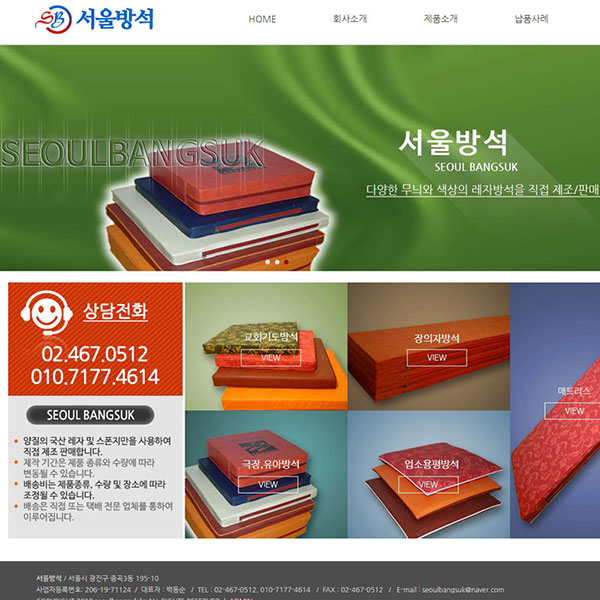 SB 서울방석
HOME 회사소개 제품소개 납품사례
SEOULBANGSUK
서울방석
SEOUL BANGSUK
다양한 무늬와 색상의 레자방석을 직접 제조/판매
상담전화
02.467.0512
010.7177.4614
SEOUL BANGSUK
양질의 국산 레자 및 스폰지만을 사용하여
직접 제조 판매합니다.
제작 기간은 제품 종류와 수량에 따라
변동될 수 있습니다.
배송비는 제품종류, 수량 및 장소에 따라
조정될 수 있습니다.
배송은 직접 또는 택배 전문 업체를 통하여
이루어집니다.
교회기도방석
VIEW
장의자방석
VIEW
매트리스
VIEW
극장,유아방석
VIEW
업소용평방석
VIEW
서울방석 / 서울시 광진구 중곡3동 195-10
사업자등록번호: 206-19-71124 / 대표자 : 백동순 / TEL : 02-467-0512, 010-7177-4614 / FAX : 02-467-0512 / E-mail : seoulbangsuk@naver.com